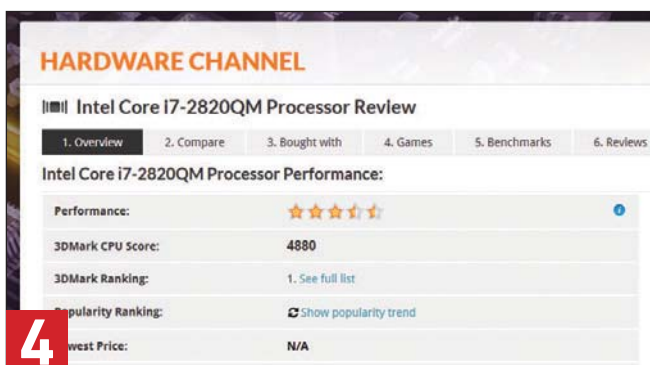 HARDWARE CHANNEL
Intel Core i7-2820QM Processor Review
1. Overview 2. Compare 3. Bought with 4. Games 5. Benchmarks 6. Reviews
Intel Core i7-2820QM Processor Performance:
Performance:
3DMark CPU Score: 4880
3DMark Ranking: 1. See full list
Popularity Ranking: Show popularity trend
west Price: N/A
4